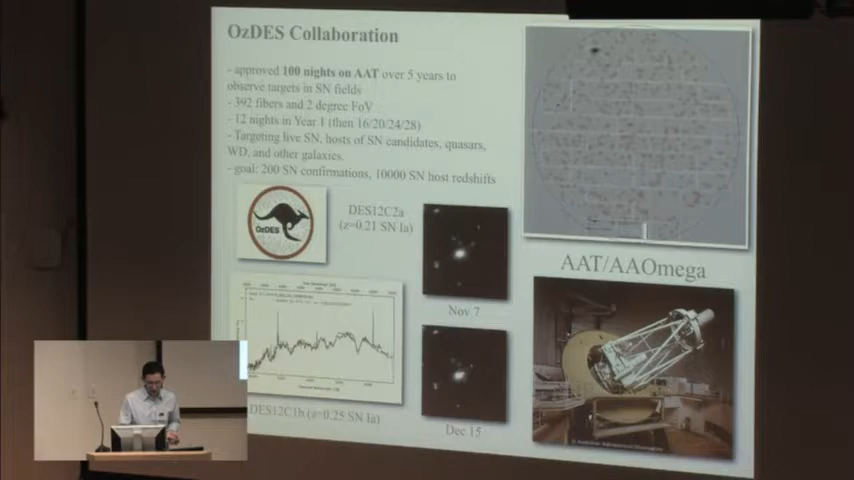 OzDES Collaboration
- approved 100 nights on AAT over 5 years to
observe targets in SN fields
- 392 fibers and 2 degree FoV
- 12 nights in Year 1 (then 16/20/24/28)
- Targeting live SN, hosts of SN candidates, quasars,
WD, and other galaxies.
- goal: 200 SN confirmations, 10000 SN host redshifts
OzDES
DES12C2a
(z=0.21 SN Ia)
Nov 7
Dec 15
DES12C1b (z=0.25 SN Ia)
AAT/AAOmega